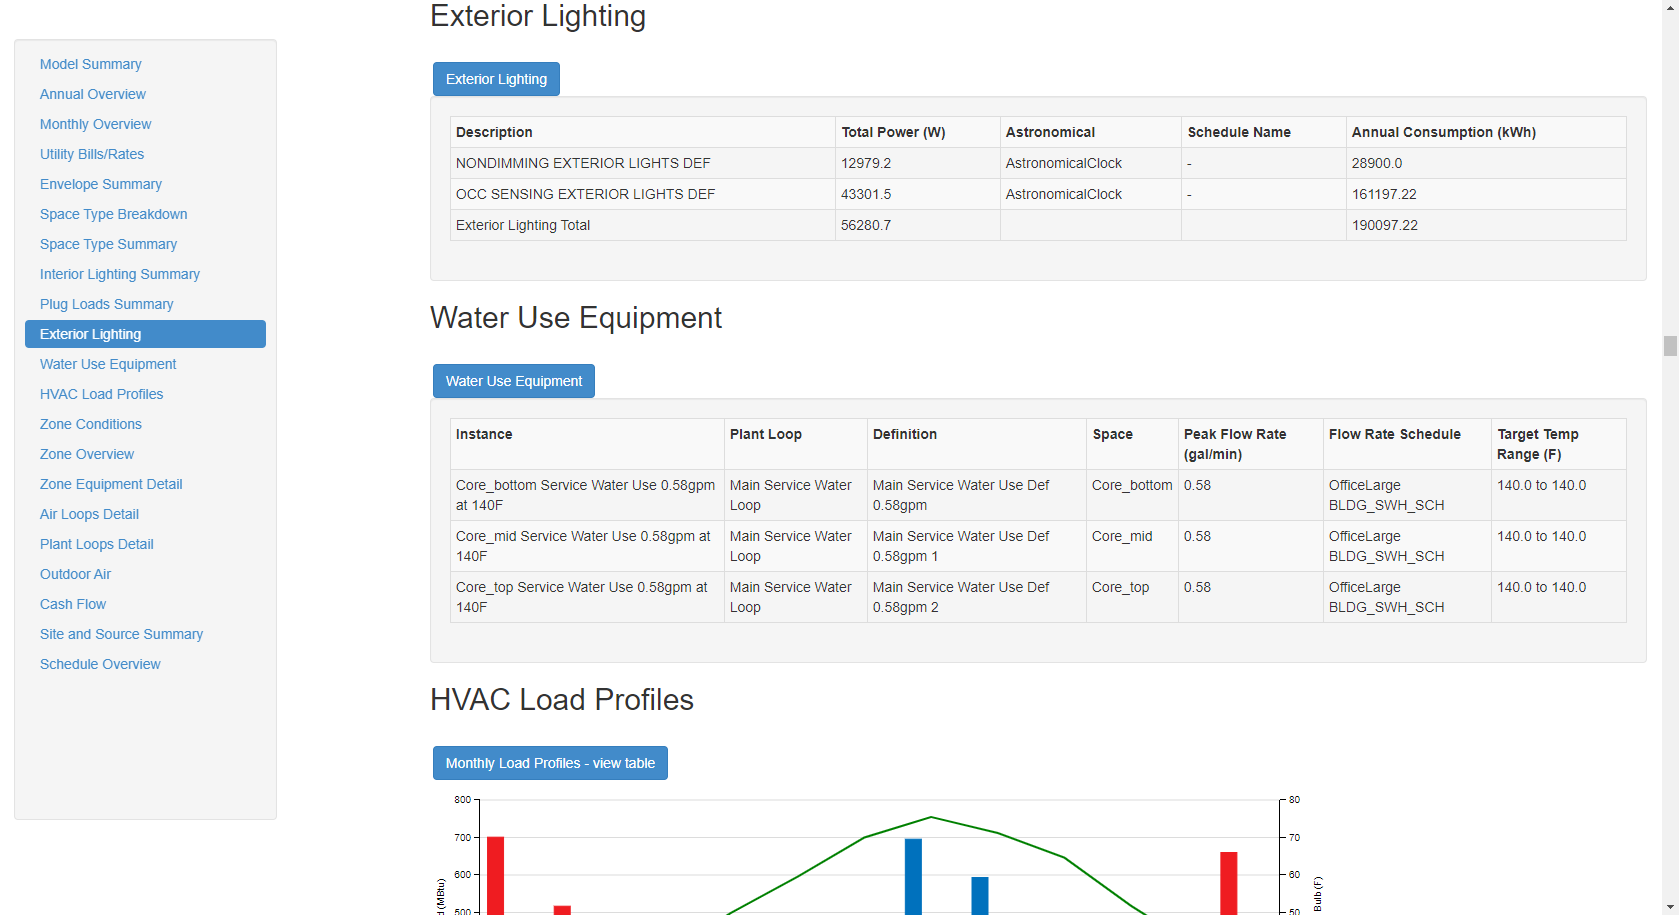 Exterior Lighting
Model Summary
Annual Overview
Monthly Overview
Utility Bills/Rates
Envelope Summary
Space Type Breakdown
Space Type Summary
Interior Lighting Summary
Plug Loads Summary
Exterior Lighting
Water Use Equipment
HVAC Load Profiles
Zone Conditions
Zone Overview
Zone Equipment Detail
Air Loops Detail
Plant Loops Detail
Outdoor Air
Cash Flow
Site and Source Summary
Schedule Overview
Exterior Lighting
Description Total Power (W) Astronomical Schedule Name Annual Consumption (kWh)
NONDIMMING EXTERIOR LIGHTS DEF 12979.2 AstronomicalClock - 28900.0
OCC SENSING EXTERIOR LIGHTS DEF 43301.5 AstronomicalClock - 161197.22
Exterior Lighting Total 56280.7 190097.22
Water Use Equipment
Water Use Equipment
Instance Plant Loop Definition Space Peak Flow Rate Flow Rate Schedule Target Temp
(gal/min) Range (F)
Core_bottom Service Water Use 0.58gpm Main Service Water Main Service Water Use Def Core_bottom 0.58 OfficeLarge 140.0 to 140.0
at 140F Loop 0.58gpm BLDG_SWH_SCH
Core_mid Service Water Use 0.58gpm at Main Service Water Main Service Water Use Def Core_mid 0.58 OfficeLarge 140.0 to 140.0
140F Loop 0.58gpm 1 BLDG_SWH_SCH
Core_top Service Water Use 0.58gpm at Main Service Water Main Service Water Use Def Core_top 0.58 OfficeLarge 140.0 to 140.0
140F Loop 0.58gpm 2 BLDG_SWH_SCH
HVAC Load Profiles
Monthly Load Profiles - view table
800 80
700 70
600 60
500 50
(MBtu)
Bulb (F)